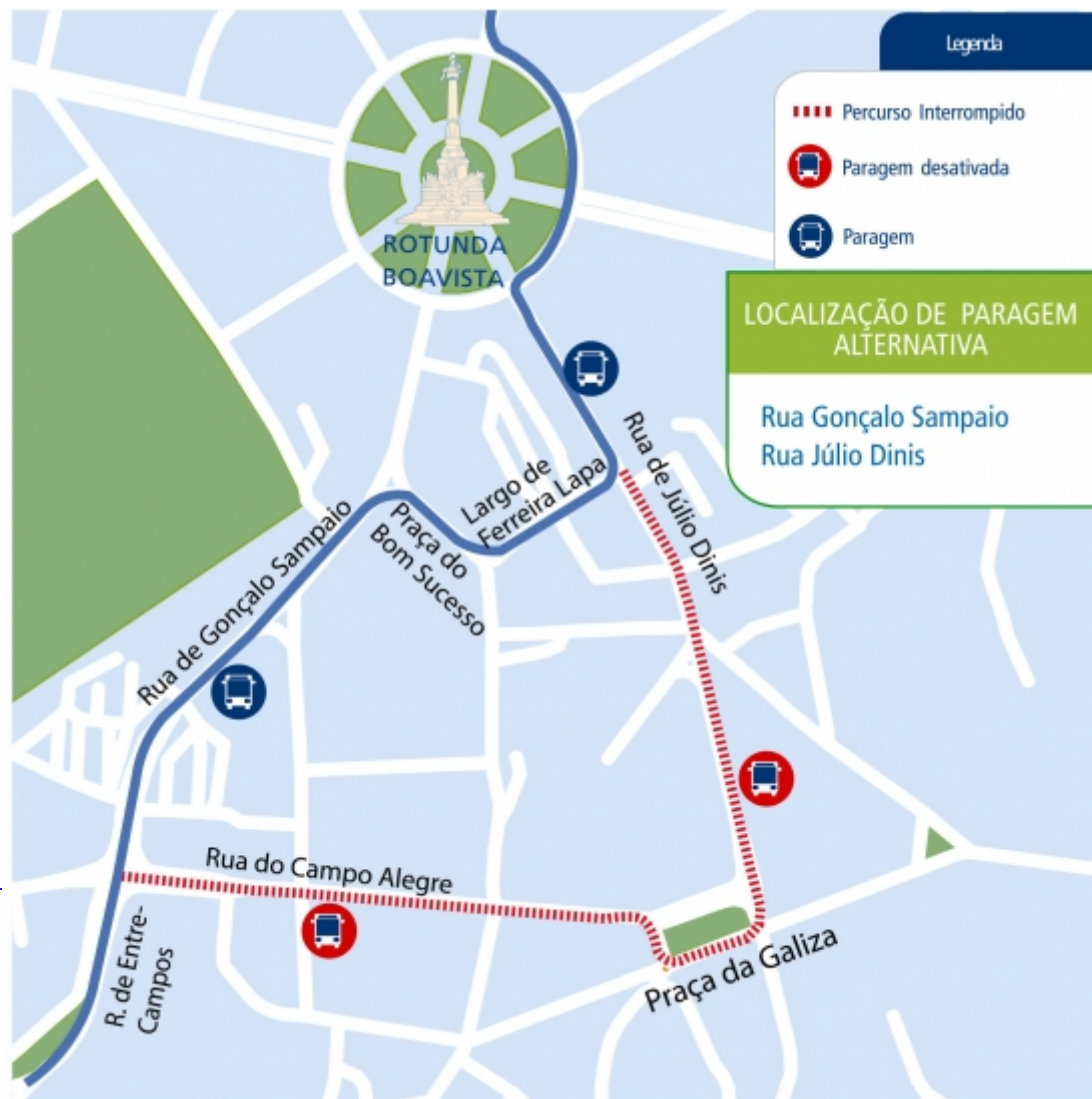 Legenda
Percurso Interrompido
Paragem desativada
Paragem
ROTUNDA
BOAVISTA
LOCALIZAÇÃO DE PARAGEM
ALTERNATIVA
Rua Gonçalo Sampaio
Rua Júlio Dinis
Rua de Júlio Dinis
Largo de
Ferreira Lapa
Praça do
Bom Sucesso
Rua de Gonçalo Sampaio
Rua do Campo Alegre
R. de Entre-
Campos
Praça da Galiza